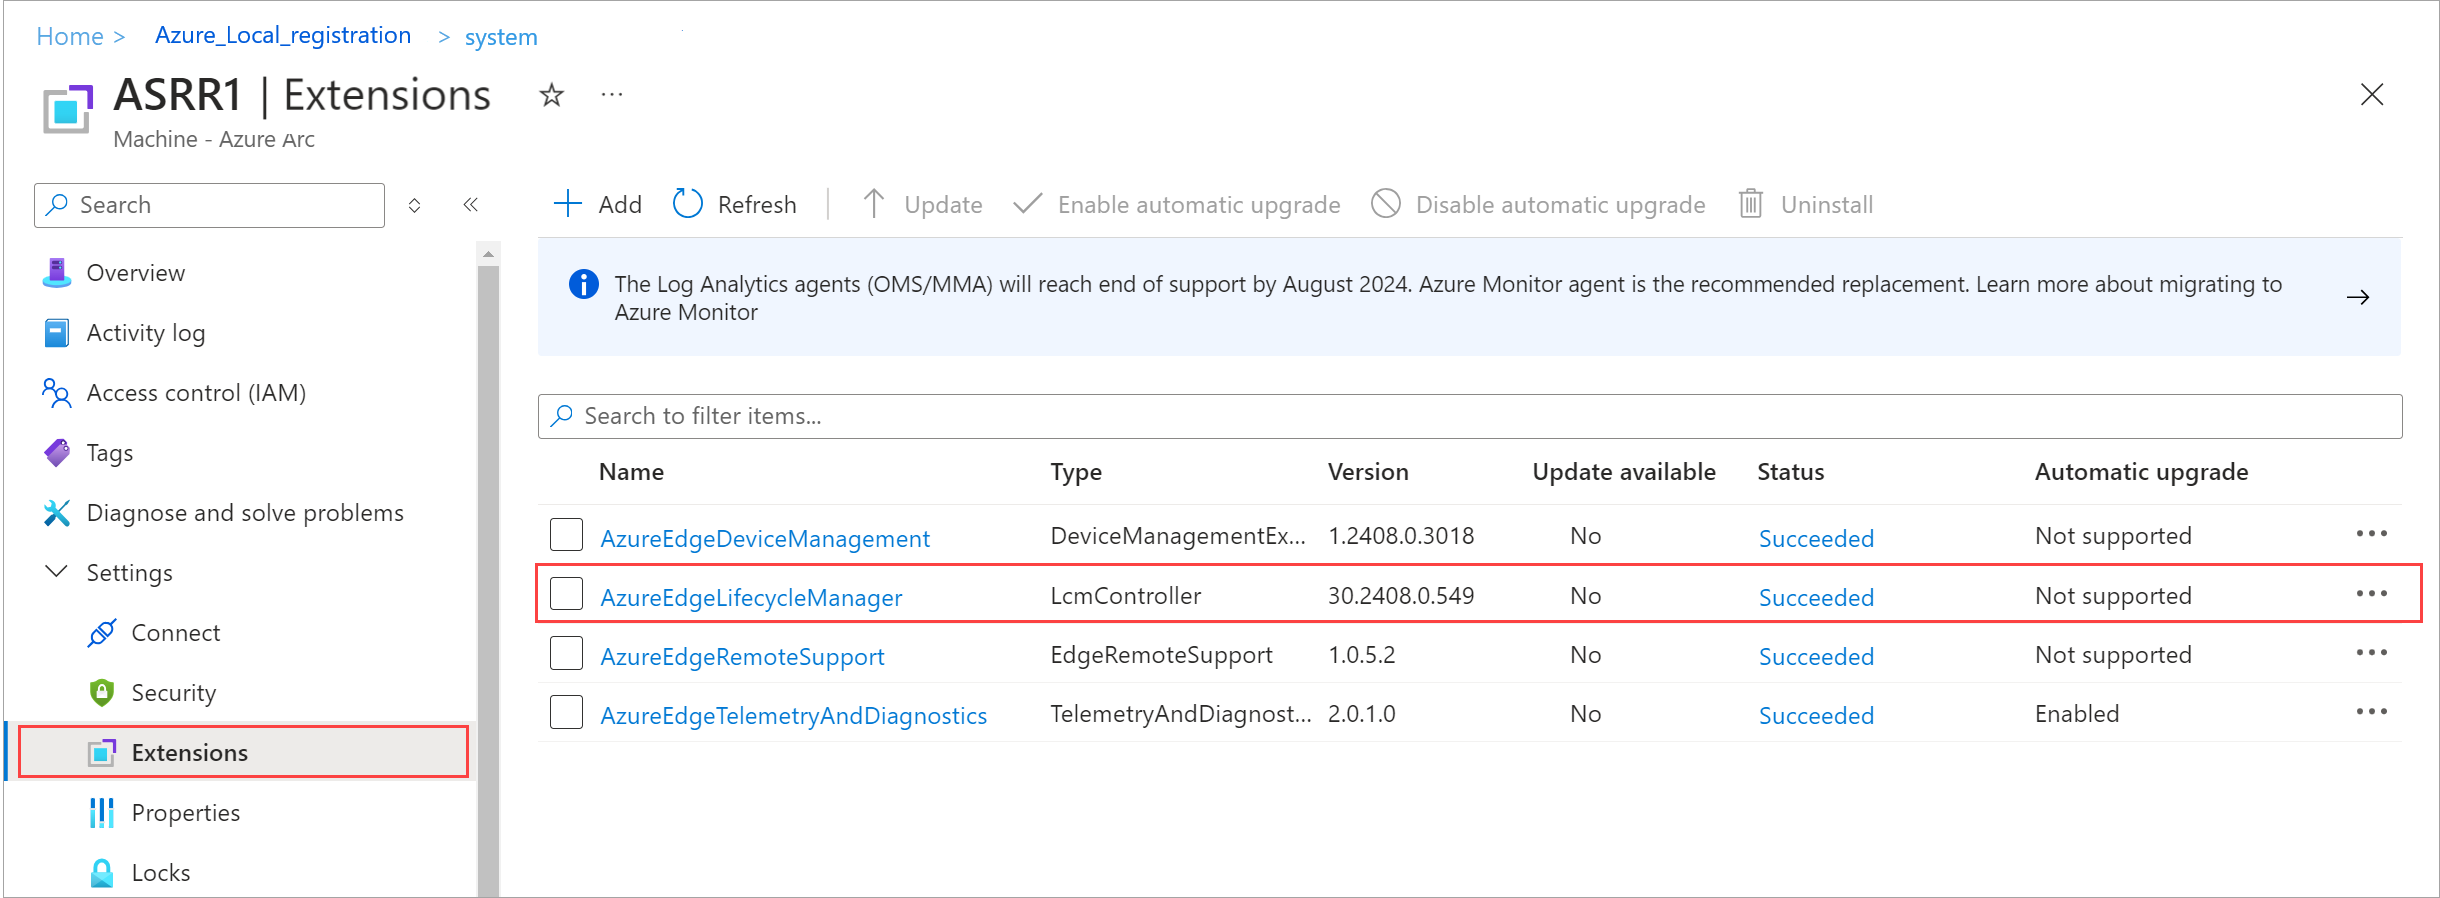 Home > Azure_Local_registration > system
ASRR1 | Extensions
Machine - Azure Arc
Search
Add Refresh Update Enable automatic upgrade Disable automatic upgrade Uninstall
Overview
Activity log
Access control (IAM)
Tags
Diagnose and solve problems
Settings
Connect
Security
Extensions
Properties
Locks
The Log Analytics agents (OMS/MMA) will reach end of support by August 2024. Azure Monitor agent is the recommended replacement. Learn more about migrating to
Azure Monitor
Search to filter items...
Name Type Version Update available Status Automatic upgrade
AzureEdgeDeviceManagement DeviceManagementEx... 1.2408.0.3018 No Succeeded Not supported
AzureEdgeLifecycleManager LcmController 30.2408.0.549 No Succeeded Not supported
AzureEdgeRemoteSupport EdgeRemoteSupport 1.0.5.2 No Succeeded Not supported
AzureEdgeTelemetryAndDiagnostics TelemetryAndDiagnost... 2.0.1.0 No Succeeded Enabled